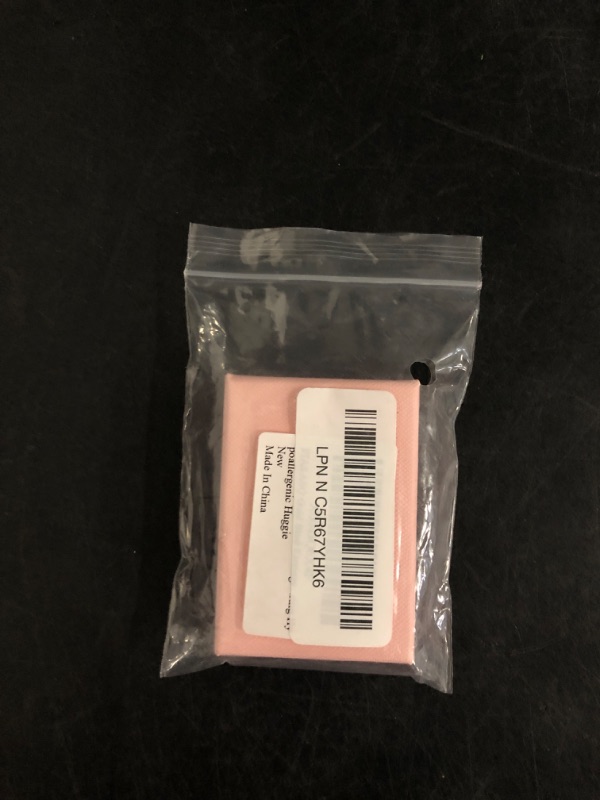 LPN N C5R67YHK6
poallergenic Huggie
New
Made In China